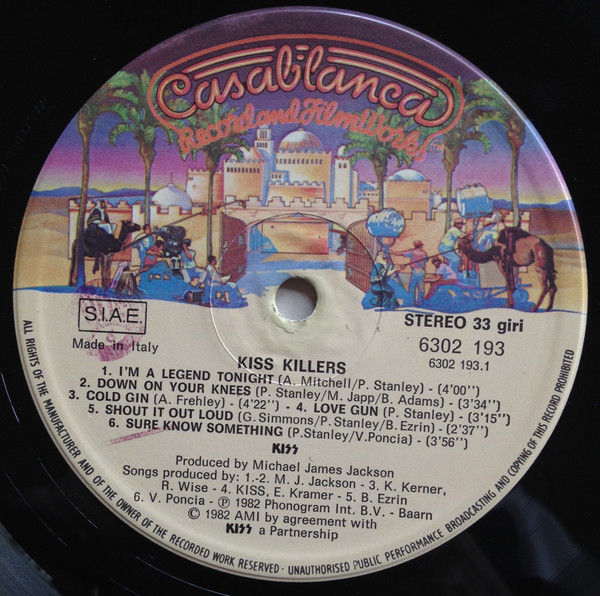 Casablanca
Record and FilmWorks
S.I.A.E.
Made in Italy
STEREO 33 giri
6302 193
6302 193.1
KISS KILLERS
1. I'M A LEGEND TONIGHT (A. Mitchell/P. Stanley) - (4'00'')
2. DOWN ON YOUR KNEES (P. Stanley/M. Japp/B. Adams) - (3'34'')
3. COLD GIN (A. Frehley) - (4'22'') - 4. LOVE GUN (P. Stanley) - (3'15'')
5. SHOUT IT OUT LOUD (G.Simmons/P.Stanley/B.Ezrin) - (2'37'')
6. SURE KNOW SOMETHING (P.Stanley/V.Poncia) - (3'56'')
KISS
Produced by Michael James Jackson
Songs produced by: 1.-2. M. J. Jackson - 3. K. Kerner,
R. Wise - 4. KISS, E. Kramer - 5. B. Ezrin
6. V. Poncia - ℗ 1982 Phonogram Int. B.V. - Baarn
© 1982 AMI by agreement with
KISS a Partnership
ALL RIGHTS OF THE MANUFACTURER AND OF THE OWNER OF THE RECORDED WORK RESERVED · UNAUTHORISED PUBLIC PERFORMANCE BROADCASTING AND COPYING OF THIS RECORD PROHIBITED